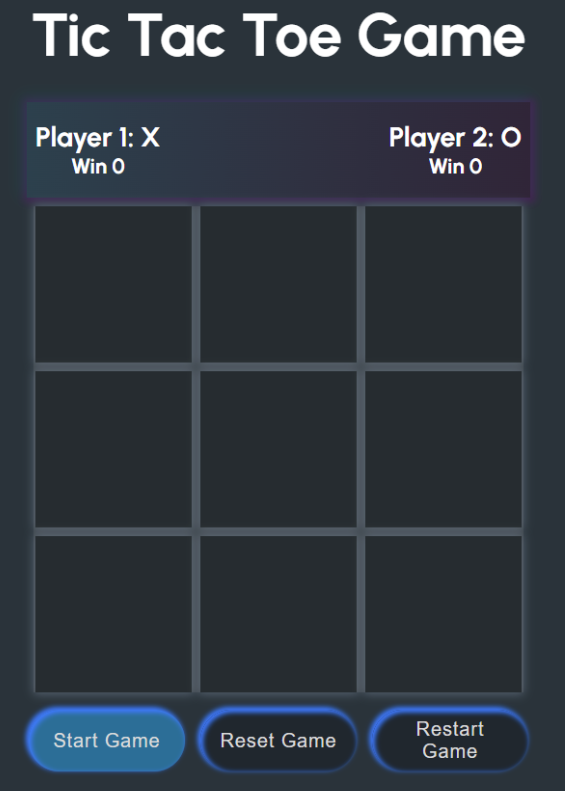 Tic Tac Toe Game
Player 1: X
Player 2: O
Win 0
Win 0
Start Game
Reset Game
Restart
Game